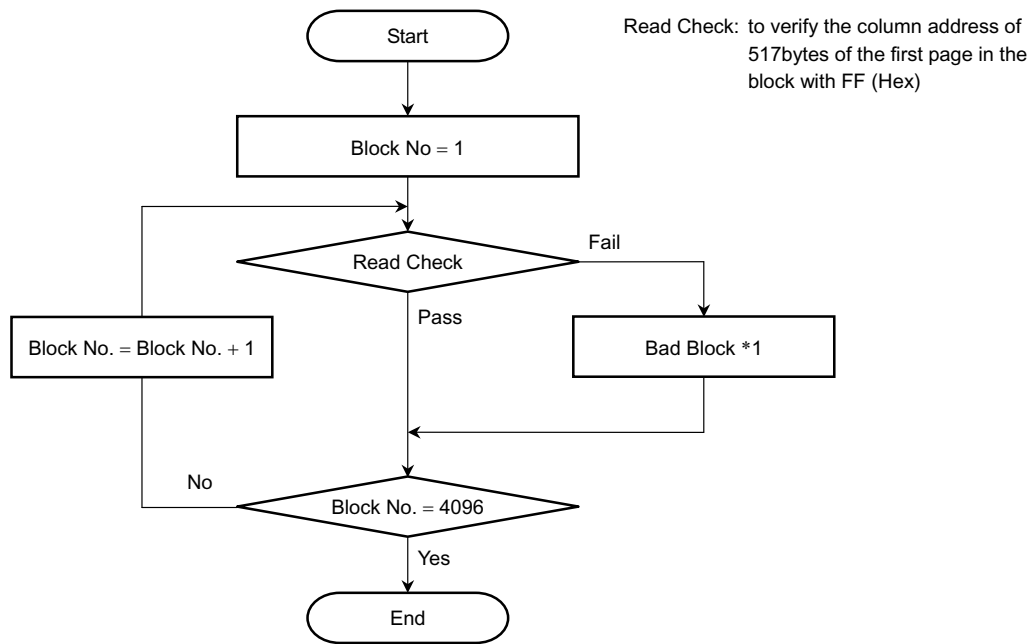 Start
Read Check: to verify the column address of
517bytes of the first page in the
block with FF (Hex)
Block No = 1
Read Check
Fail
Pass
Block No. = Block No. + 1
Bad Block *1
No
Block No. = 4096
Yes
End